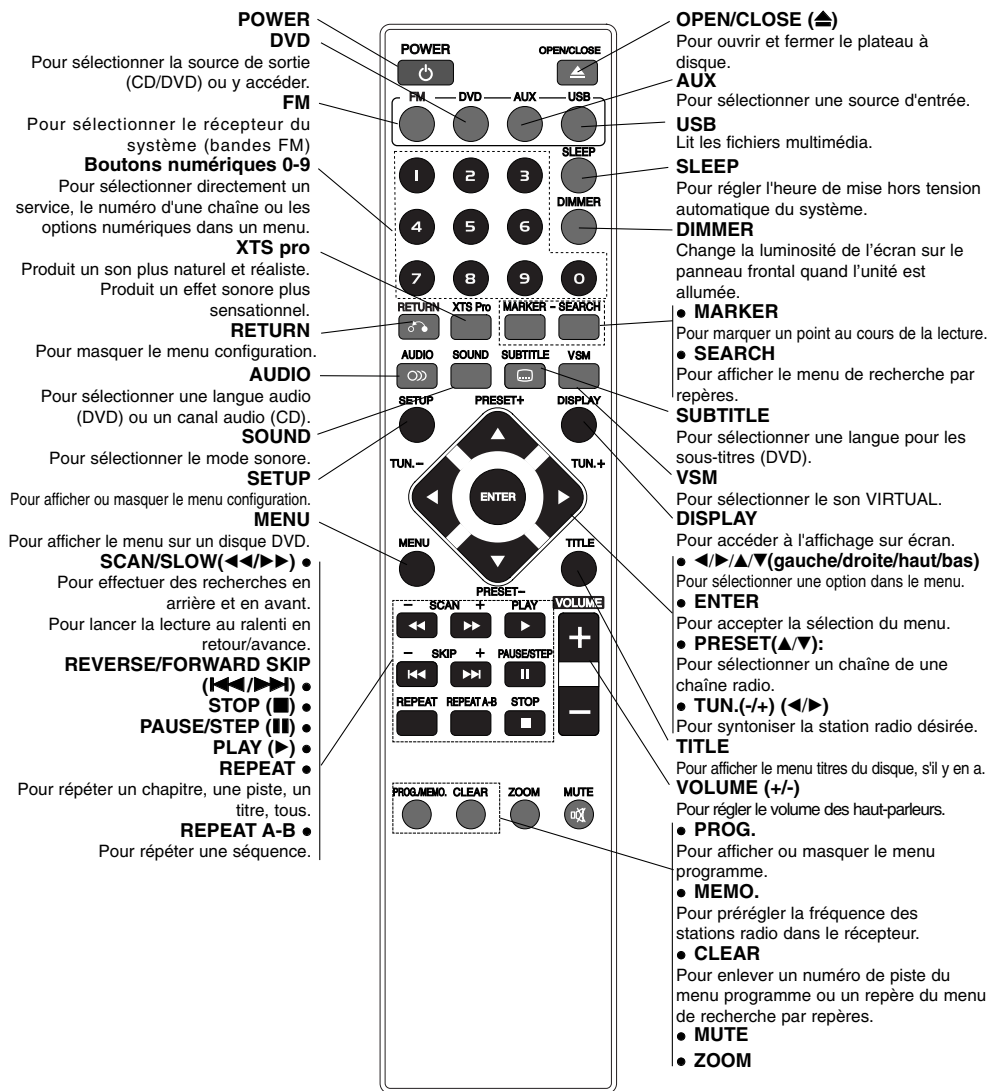 POWER
DVD
Pour sélectionner la source de sortie
(CD/DVD) ou y accéder.
FM
Pour sélectionner le récepteur du
système (bandes FM)
Boutons numériques 0-9
Pour sélectionner directement un
service, le numéro d'une chaîne ou les
options numériques dans un menu.
XTS pro
Produit un son plus naturel et réaliste.
Produit un effet sonore plus
sensationnel.
RETURN
Pour masquer le menu configuration.
AUDIO
Pour sélectionner une langue audio
(DVD) ou un canal audio (CD).
SOUND
Pour sélectionner le mode sonore.
SETUP
Pour afficher ou masquer le menu configuration.
MENU
Pour afficher le menu sur un disque DVD.
SCAN/SLOW(◀◀/▶▶) ●
Pour effectuer des recherches en
arrière et en avant.
Pour lancer la lecture au ralenti en
retour/avance.
REVERSE/FORWARD SKIP
(|◀◀/▶▶|) ●
STOP (■) ●
PAUSE/STEP (❚❚) ●
PLAY (▶) ●
REPEAT ●
Pour répéter un chapitre, une piste, un
titre, tous.
REPEAT A-B ●
Pour répéter une séquence.
POWER OPEN/CLOSE
FM DVD AUX USB
1 2 3 SLEEP
DIMMER
4 5 6
7 8 9 0
RETURN XTS Pro MARKER - SEARCH
AUDIO SOUND SUBTITLE VSM
SETUP PRESET+ DISPLAY
TUN.- TUN.+
ENTER
MENU TITLE
PRESET-
- SCAN + PLAY VOLUME
+
- SKIP + PAUSE/STEP
REPEAT REPEAT A-B STOP
-
PROG./MEMO. CLEAR ZOOM MUTE
OPEN/CLOSE (⏏)
Pour ouvrir et fermer le plateau à
disque.
AUX
Pour sélectionner une source d'entrée.
USB
Lit les fichiers multimédia.
SLEEP
Pour régler l'heure de mise hors tension
automatique du système.
DIMMER
Change la luminosité de l'écran sur le
panneau frontal quand l'unité est
allumée.
● MARKER
Pour marquer un point au cours de la lecture.
● SEARCH
Pour afficher le menu de recherche par
repères.
SUBTITLE
Pour sélectionner une langue pour les
sous-titres (DVD).
VSM
Pour sélectionner le son VIRTUAL.
DISPLAY
Pour accéder à l'affichage sur écran.
● ◀/▶/▲/▼(gauche/droite/haut/bas)
Pour sélectionner une option dans le menu.
● ENTER
Pour accepter la sélection du menu.
● PRESET(▲/▼):
Pour sélectionner un chaîne de une
chaîne radio.
● TUN.(-/+) (◀/▶)
Pour syntoniser la station radio désirée.
TITLE
Pour afficher le menu titres du disque, s'il y en a.
VOLUME (+/-)
Pour régler le volume des haut-parleurs.
● PROG.
Pour afficher ou masquer le menu
programme.
● MEMO.
Pour prérégler la fréquence des
stations radio dans le récepteur.
● CLEAR
Pour enlever un numéro de piste du
menu programme ou un repère du menu
de recherche par repères.
● MUTE
● ZOOM